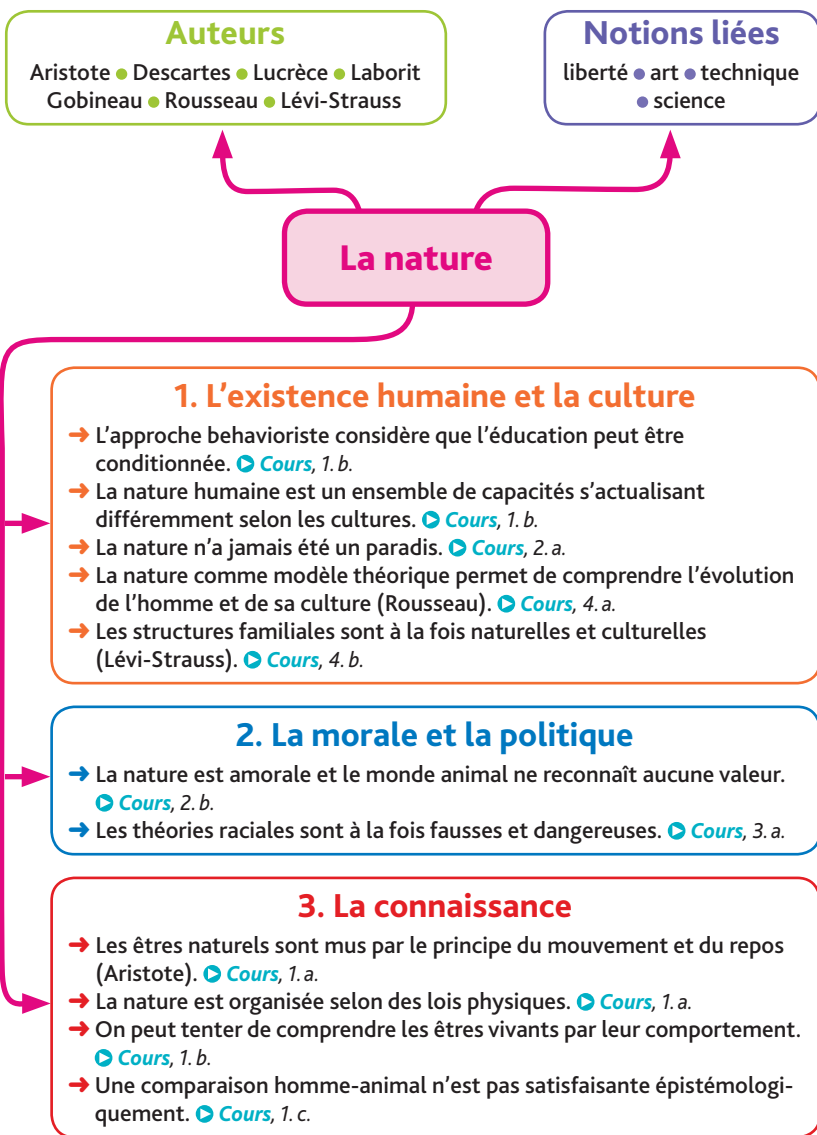 Auteurs
Aristote ● Descartes ● Lucrèce ● Laborit
Gobineau ● Rousseau ● Lévi-Strauss
Notions liées
liberté ● art ● technique
● science
La nature
1. L'existence humaine et la culture
➜ L'approche behavioriste considère que l'éducation peut être
conditionnée. Cours, 1. b.
➜ La nature humaine est un ensemble de capacités s'actualisant
différemment selon les cultures. Cours, 1. b.
➜ La nature n'a jamais été un paradis. Cours, 2. a.
➜ La nature comme modèle théorique permet de comprendre l'évolution
de l'homme et de sa culture (Rousseau). Cours, 4. a.
➜ Les structures familiales sont à la fois naturelles et culturelles
(Lévi-Strauss). Cours, 4. b.
2. La morale et la politique
➜ La nature est amorale et le monde animal ne reconnaît aucune valeur.
Cours, 2. b.
➜ Les théories raciales sont à la fois fausses et dangereuses. Cours, 3. a.
3. La connaissance
➜ Les êtres naturels sont mus par le principe du mouvement et du repos
(Aristote). Cours, 1. a.
➜ La nature est organisée selon des lois physiques. Cours, 1. a.
➜ On peut tenter de comprendre les êtres vivants par leur comportement.
Cours, 1. b.
➜ Une comparaison homme-animal n'est pas satisfaisante épistémologi-
quement. Cours, 1. c.